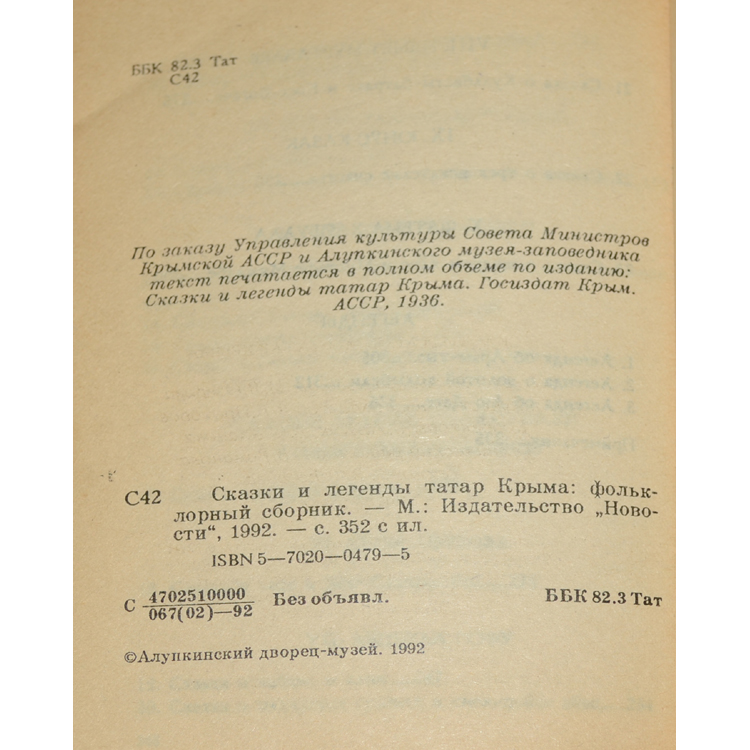 ББК 82.3 Тат
С42
По заказу Управления культуры Совета Министров
Крымской АССР и Алупкинского музея-заповедника
текст печатается в полном объеме по изданию:
Сказки и легенды татар Крыма. Госиздат Крым.
АССР, 1936.
С42 Сказки и легенды татар Крыма: фольк-
лорный сборник. — М.: Издательство „Ново-
сти“, 1992. — с. 352 с ил.
ISBN 5—7020—0479—5
С 4702510000 Без объявл. ББК 82.3 Тат
067(02)—92
©Алупкинский дворец-музей. 1992